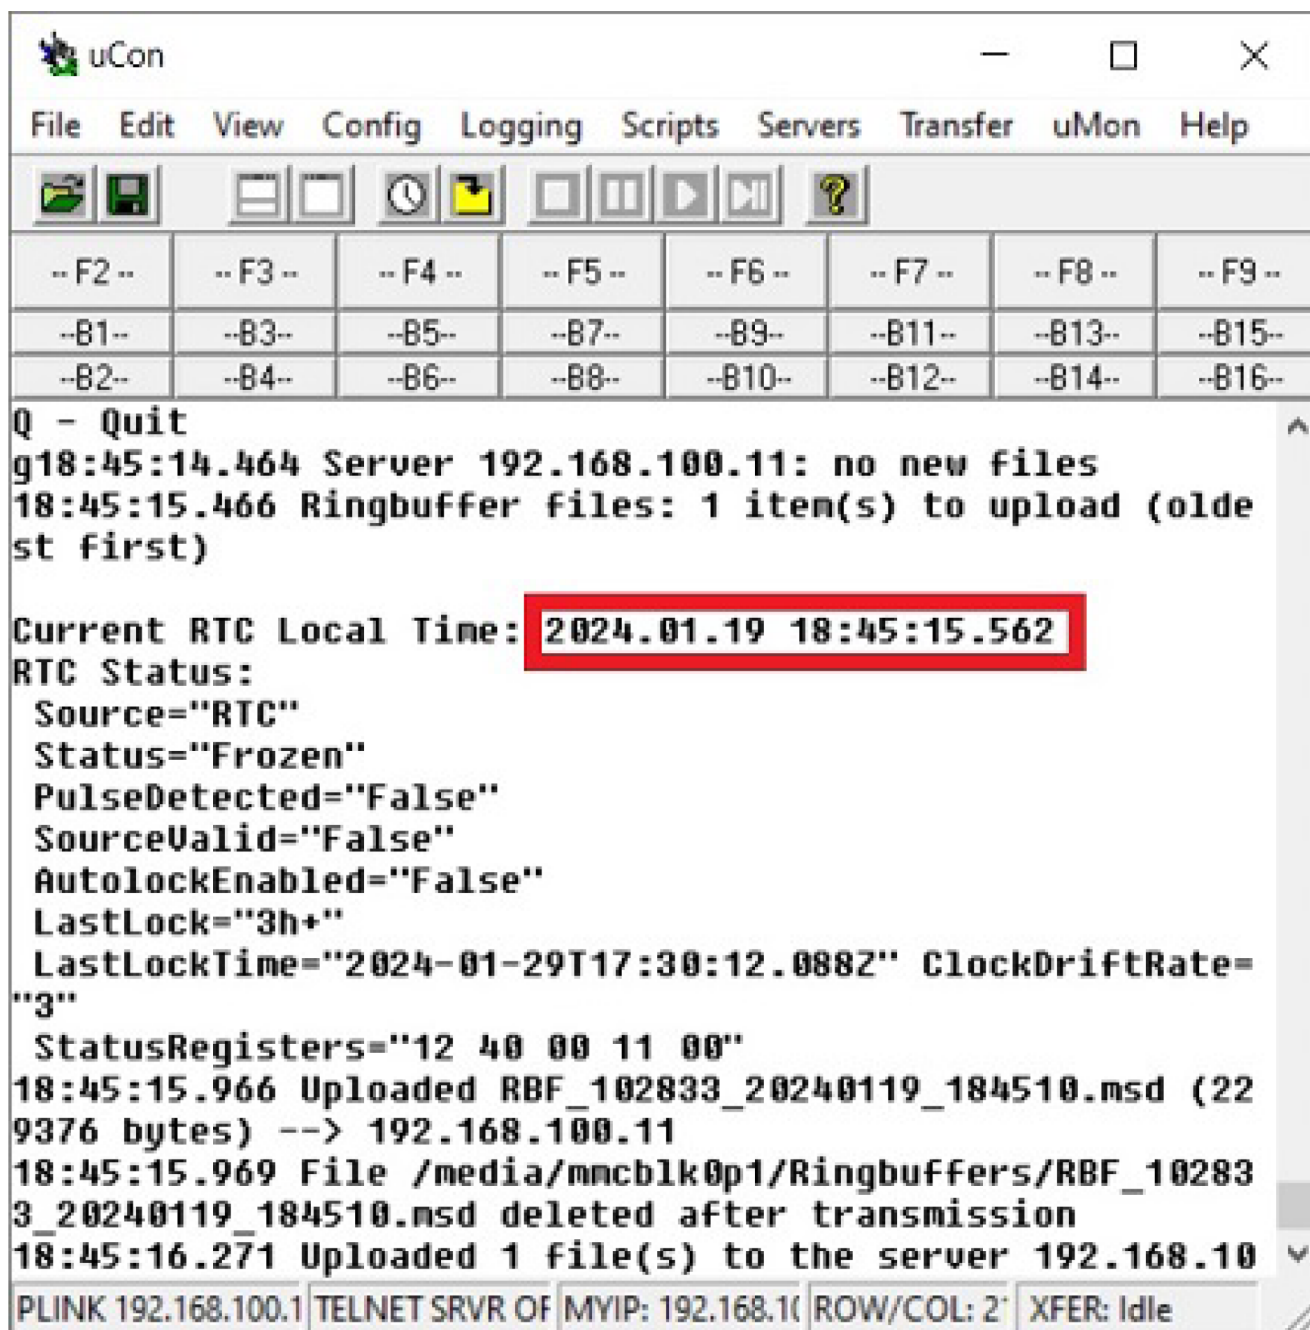 uCon
File Edit View Config Logging Scripts Servers Transfer uMon Help
-- F2 -- -- F3 -- -- F4 -- -- F5 -- -- F6 -- -- F7 -- -- F8 -- -- F9 --
--B1-- --B3-- --B5-- --B7-- --B9-- --B11-- --B13-- --B15--
--B2-- --B4-- --B6-- --B8-- --B10-- --B12-- --B14-- --B16--
Q - Quit
g18:45:14.464 Server 192.168.100.11: no new files
18:45:15.466 Ringbuffer files: 1 item(s) to upload (olde
st first)
Current RTC Local Time: 2024.01.19 18:45:15.562
RTC Status:
Source="RTC"
Status="Frozen"
PulseDetected="False"
SourceValid="False"
AutolockEnabled="False"
LastLock="3h+"
LastLockTime="2024-01-29T17:30:12.088Z" ClockDriftRate=
"3"
StatusRegisters="12 40 00 11 00"
18:45:15.966 Uploaded RBF_102833_20240119_184510.msd (22
9376 bytes) --> 192.168.100.11
18:45:15.969 File /media/mmcblk0p1/Ringbuffers/RBF_10283
3_20240119_184510.msd deleted after transmission
18:45:16.271 Uploaded 1 file(s) to the server 192.168.10
PLINK 192.168.100.1 TELNET SRVR OF MYIP: 192.168.10 ROW/COL: 2 XFER: Idle